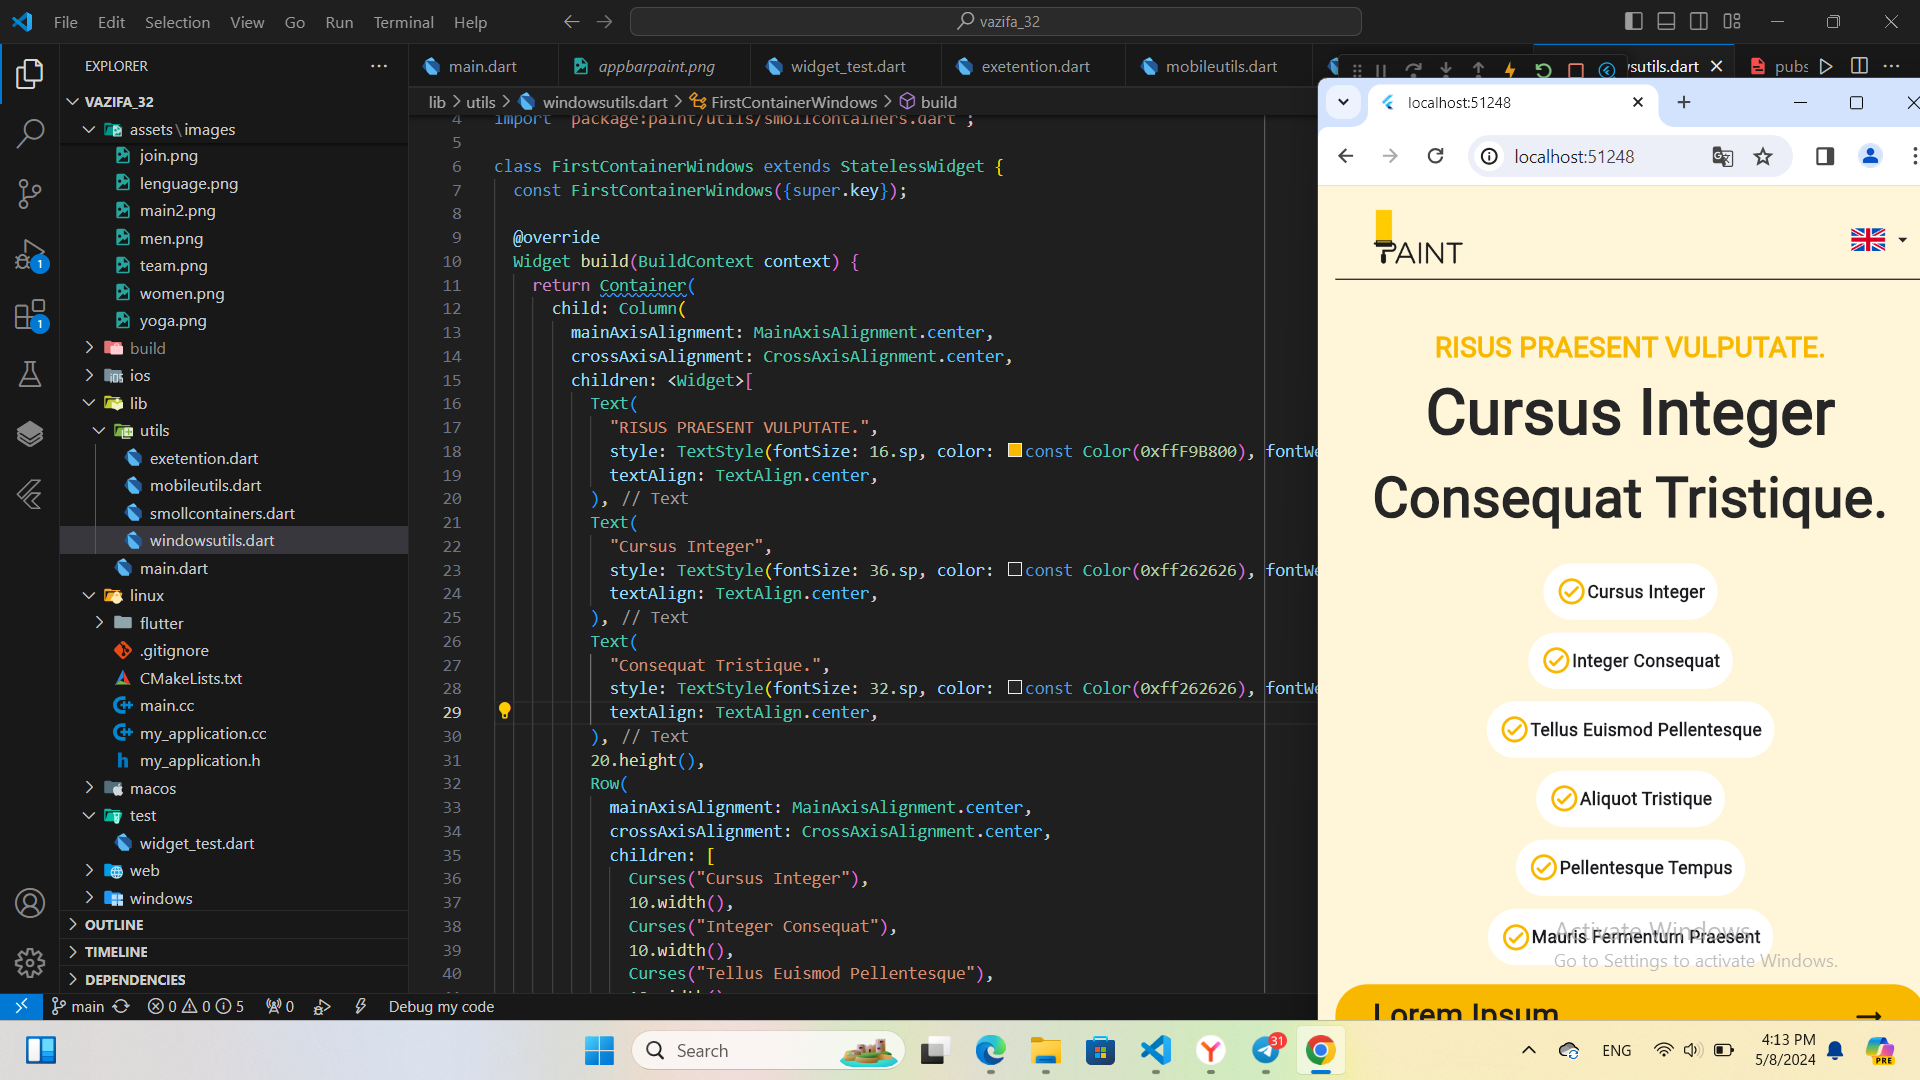 File Edit Selection View Go Run Terminal Help
vazifa_32
EXPLORER
VAZIFA_32
assets \ images
join.png
lenguage.png
main2.png
men.png
team.png
women.png
yoga.png
build
ios
lib
utils
exetention.dart
mobileutils.dart
smollcontainers.dart
windowsutils.dart
main.dart
linux
flutter
.gitignore
CMakeLists.txt
main.cc
my_application.cc
my_application.h
macos
test
widget_test.dart
web
windows
OUTLINE
TIMELINE
DEPENDENCIES
main.dart appbarpaint.png widget_test.dart exetention.dart mobileutils.dart sutils.dart pubs
lib > utils > windowsutils.dart > FirstContainerWindows > build
4 import 'package:paint/utils/smollcontainers.dart';
5
6 class FirstContainerWindows extends StatelessWidget {
7 const FirstContainerWindows({super.key});
8
9 @override
10 Widget build(BuildContext context) {
11 return Container(
12 child: Column(
13 mainAxisAlignment: MainAxisAlignment.center,
14 crossAxisAlignment: CrossAxisAlignment.center,
15 children: <Widget>[
16 Text(
17 "RISUS PRAESENT VULPUTATE.",
18 style: TextStyle(fontSize: 16.sp, color: const Color(0xffF9B800), fontWe
19 textAlign: TextAlign.center,
20 ), // Text
21 Text(
22 "Cursus Integer",
23 style: TextStyle(fontSize: 36.sp, color: const Color(0xff262626), fontWe
24 textAlign: TextAlign.center,
25 ), // Text
26 Text(
27 "Consequat Tristique.",
28 style: TextStyle(fontSize: 32.sp, color: const Color(0xff262626), fontWe
29 textAlign: TextAlign.center,
30 ), // Text
31 20.height(),
32 Row(
33 mainAxisAlignment: MainAxisAlignment.center,
34 crossAxisAlignment: CrossAxisAlignment.center,
35 children: [
36 Curses("Cursus Integer"),
37 10.width(),
38 Curses("Integer Consequat"),
39 10.width(),
40 Curses("Tellus Euismod Pellentesque"),
localhost:51248
localhost:51248
PAINT
RISUS PRAESENT VULPUTATE.
Cursus Integer
Consequat Tristique.
Cursus Integer
Integer Consequat
Tellus Euismod Pellentesque
Aliquot Tristique
Pellentesque Tempus
Mauris Fermentum Praesent
Activate Windows
Go to Settings to activate Windows.
Lorem Ipsum
main 0 0 5 0 Debug my code
Search
31
ENG
4:13 PM
5/8/2024
PRE